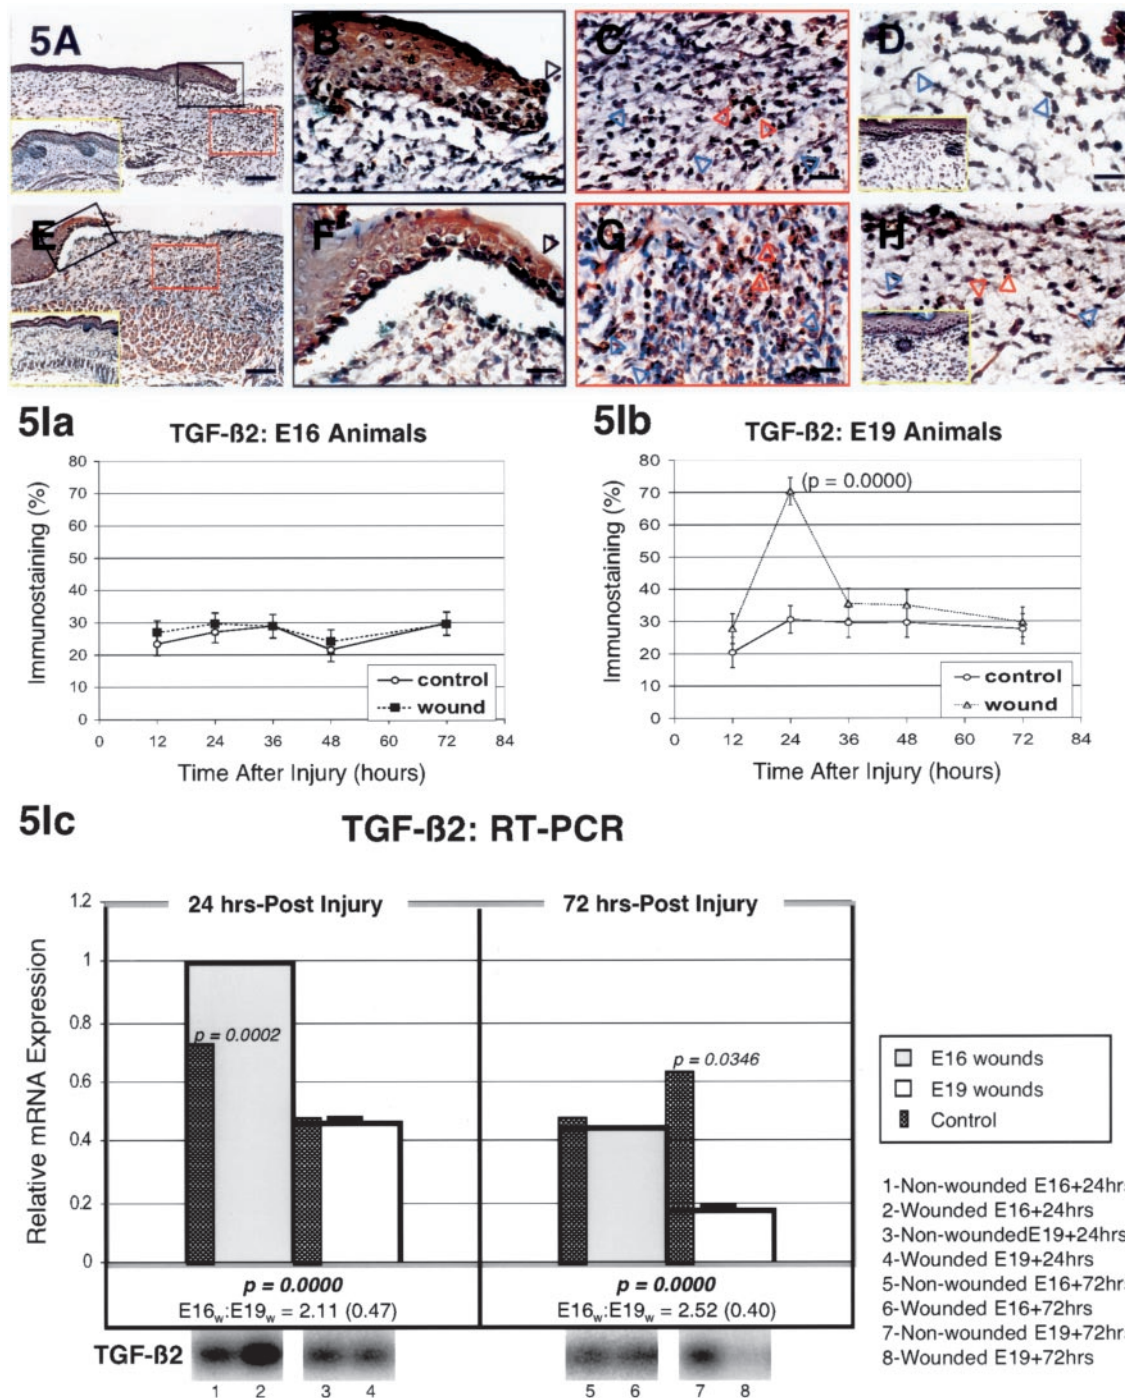 5A
B
C
D
E
F
G
H
5Ia
TGF-ß2: E16 Animals
80
70
60
50
40
30
20
10
0
Immunostaining (%)
control
wound
0 12 24 36 48 60 72 84
Time After Injury (hours)
5Ib
TGF-ß2: E19 Animals
80
70
60
50
40
30
20
10
0
Immunostaining (%)
(p = 0.0000)
control
wound
0 12 24 36 48 60 72 84
Time After Injury (hours)
5Ic
TGF-ß2: RT-PCR
1.2
1
0.8
0.6
0.4
0.2
0
Relative mRNA Expression
24 hrs-Post Injury
72 hrs-Post Injury
p = 0.0002
p = 0.0346
p = 0.0000
E16w:E19w = 2.11 (0.47)
p = 0.0000
E16w:E19w = 2.52 (0.40)
E16 wounds
E19 wounds
Control
1-Non-wounded E16+24hr
2-Wounded E16+24hrs
3-Non-woundedE19+24hrs
4-Wounded E19+24hrs
5-Non-wounded E16+72hr
6-Wounded E16+72hrs
7-Non-wounded E19+72hr
8-Wounded E19+72hrs
TGF-ß2
1 2 3 4 5 6 7 8